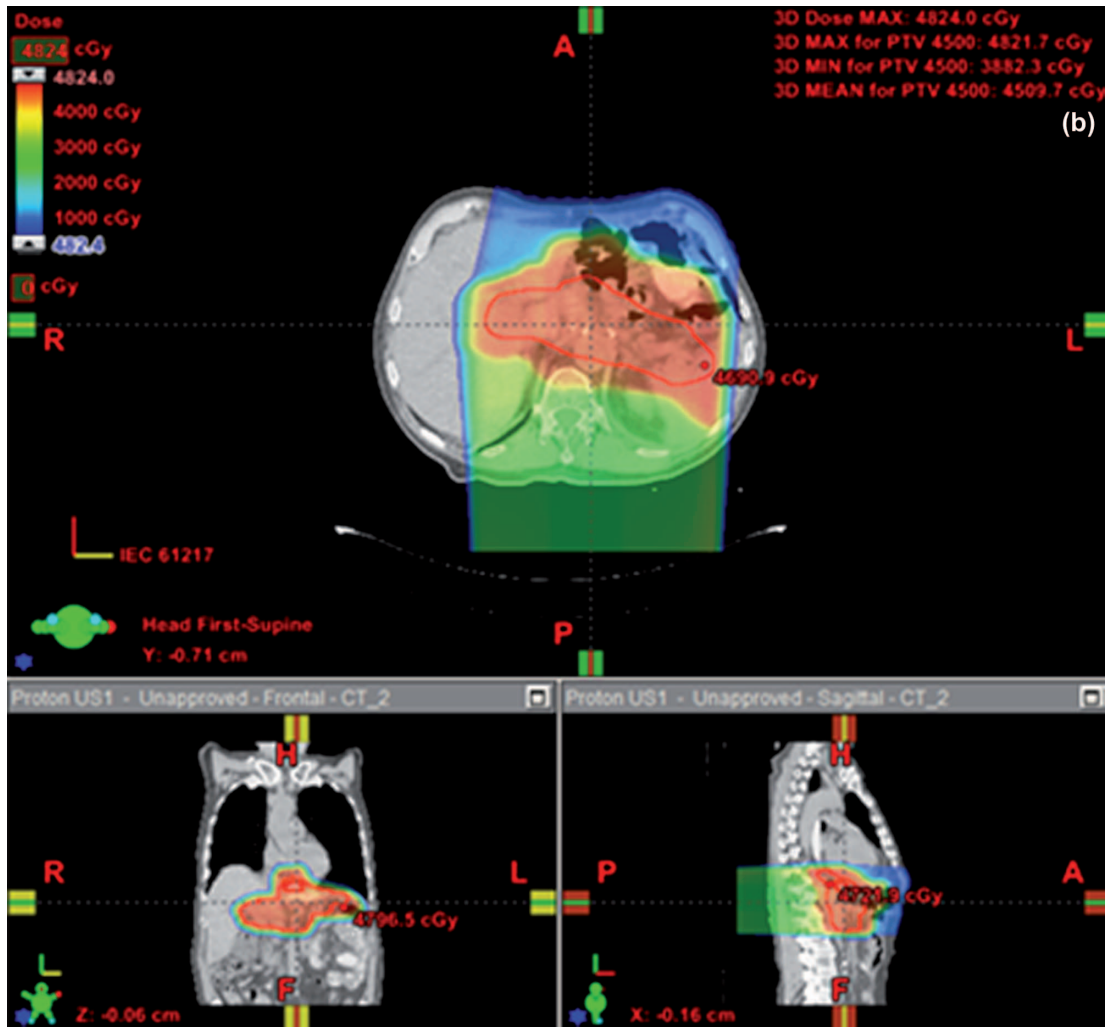 Dose
4824 cGy
4824.0
4000 cGy
3000 cGy
2000 cGy
1000 cGy
482.4
0 cGy
3D Dose MAX: 4824.0 cGy
3D MAX for PTV 4500: 4821.7 cGy
3D MIN for PTV 4500: 3882.3 cGy
3D MEAN for PTV 4500: 4509.7 cGy
(b)
A
R
L
4690.9 cGy
IEC 61217
Head First-Supine
Y: -0.71 cm
P
Proton US1 - Unapproved - Frontal - CT_2
H
R
L
4796.5 cGy
F
Z: -0.06 cm
Proton US1 - Unapproved - Sagittal - CT_2
H
P
A
4721.9 cGy
F
X: -0.16 cm